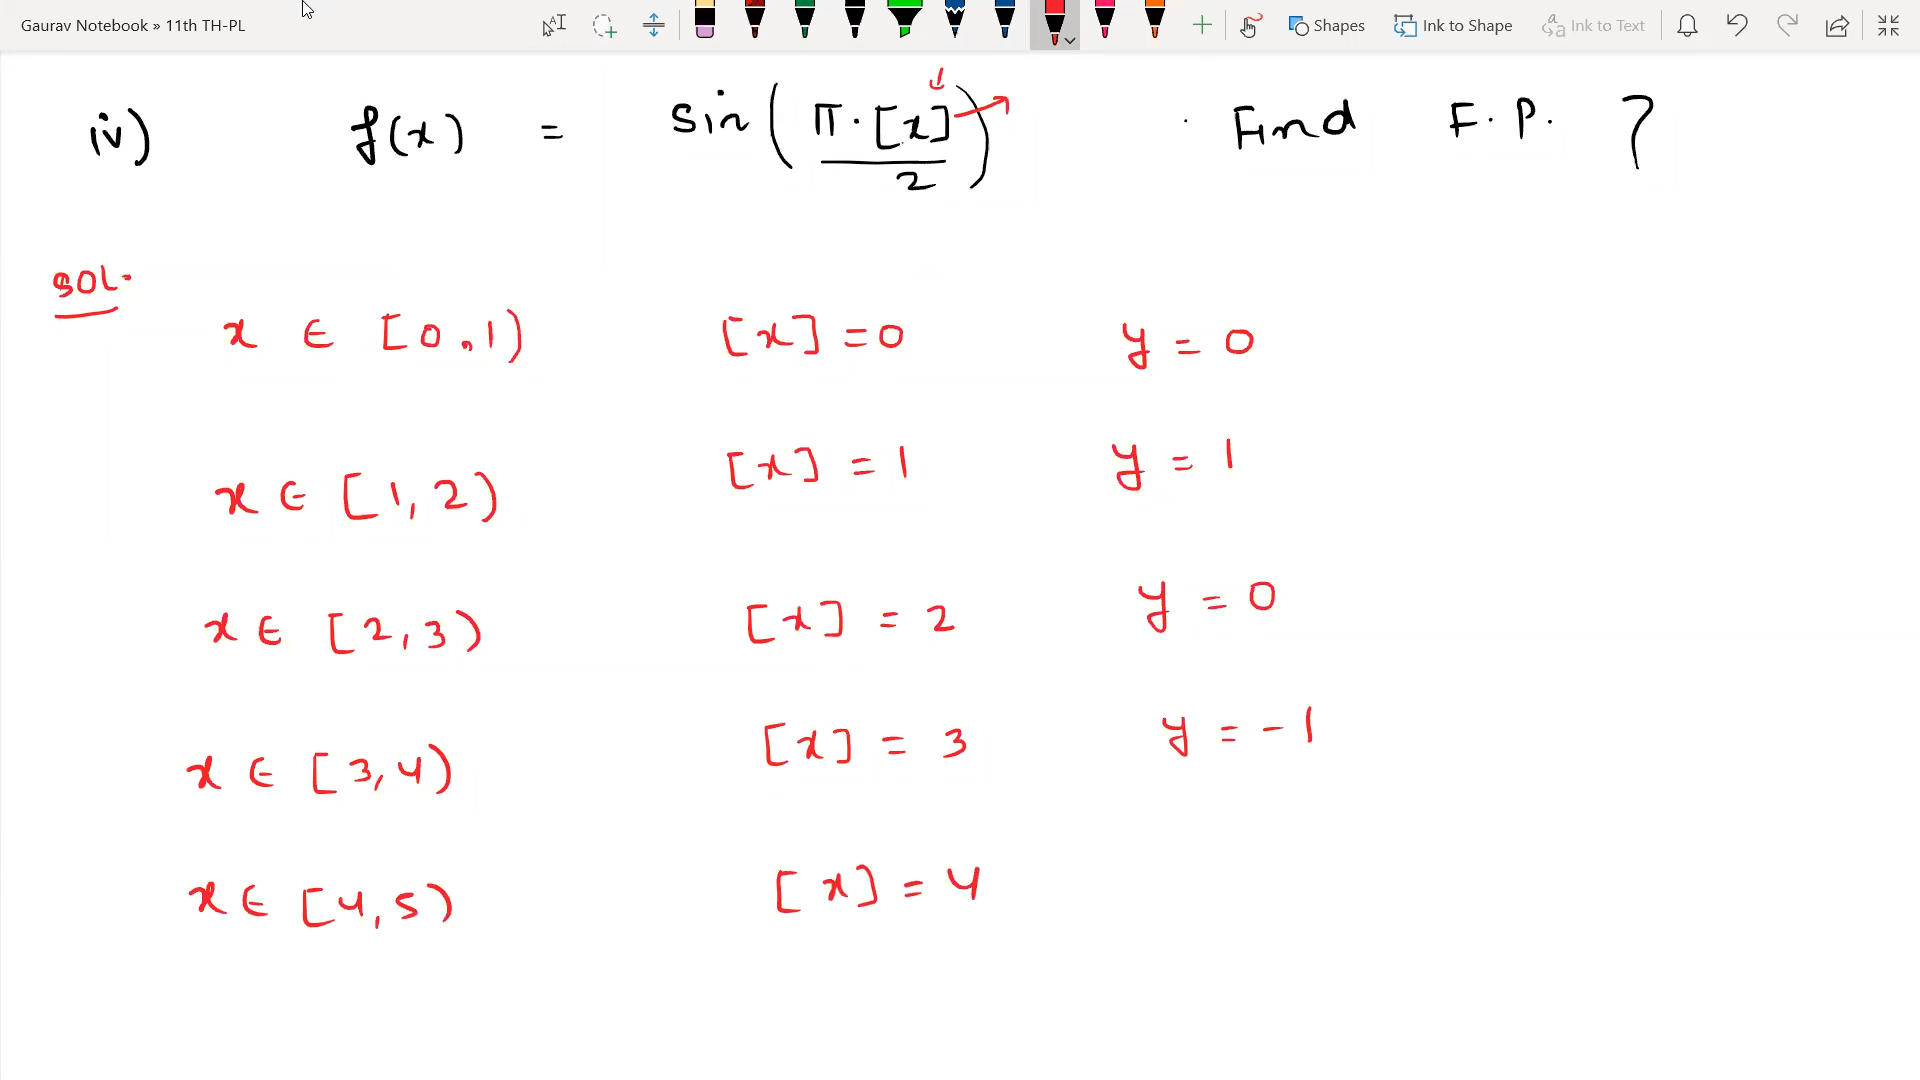 Gaurav Notebook » 11th TH-PL
Shapes
Ink to Shape
Ink to Text
iv) f(x) = sin(π·[x]/2) . Find F.P. ?
SOL.
x ∈ [0,1) [x] = 0 y = 0
x ∈ [1,2) [x] = 1 y = 1
x ∈ [2,3) [x] = 2 y = 0
x ∈ [3,4) [x] = 3 y = -1
x ∈ [4,5) [x] = 4